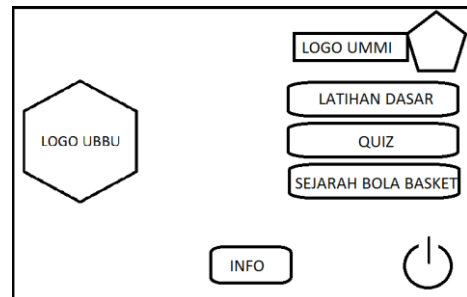 LOGO UMMI
LATIHAN DASAR
LOGO UBBU
QUIZ
SEJARAH BOLA BASKET
INFO